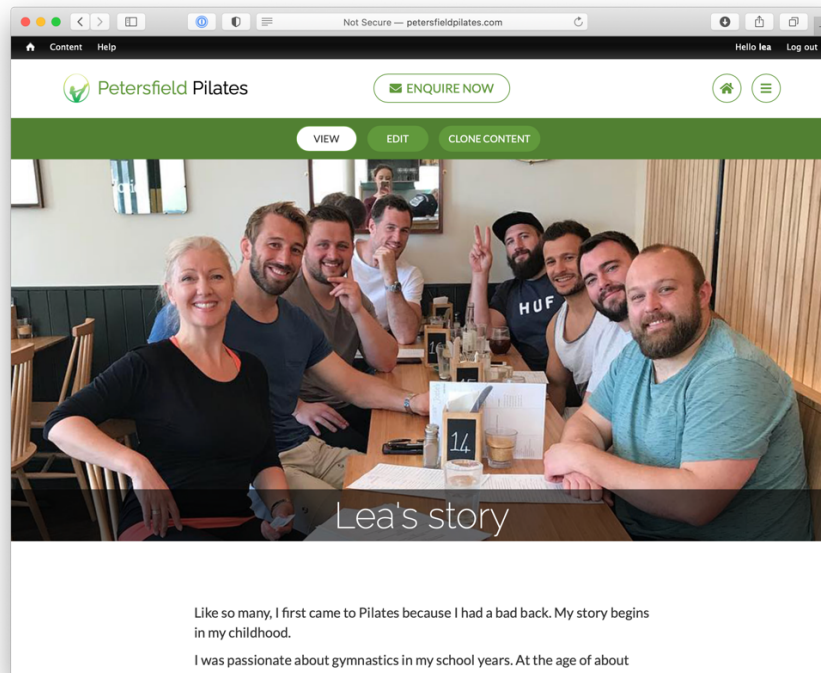 Not Secure — petersfieldpilates.com
Content Help Hello lea Log out
Petersfield Pilates
ENQUIRE NOW
VIEW EDIT CLONE CONTENT
HUF
14
Lea's story
Like so many, I first came to Pilates because I had a bad back. My story begins
in my childhood.
I was passionate about gymnastics in my school years. At the age of about